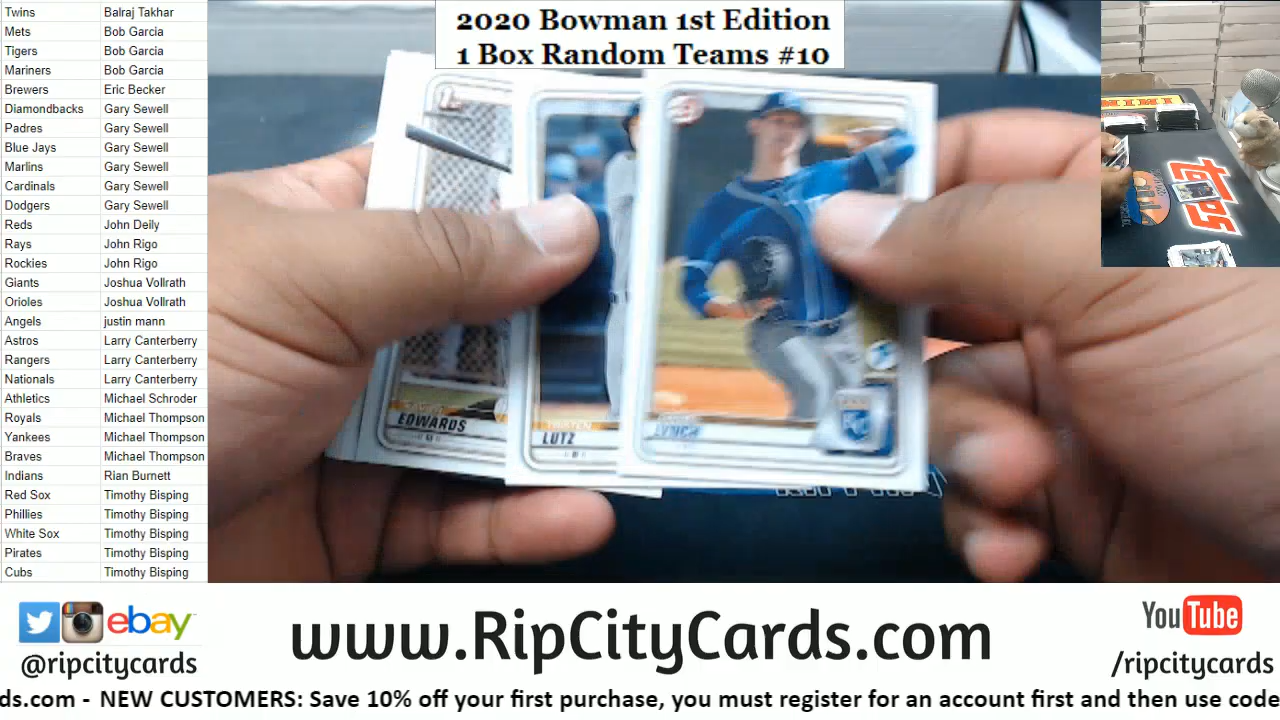 Twins Balraj Takhar
Mets Bob Garcia
Tigers Bob Garcia
Mariners Bob Garcia
Brewers Eric Becker
Diamondbacks Gary Sewell
Padres Gary Sewell
Blue Jays Gary Sewell
Marlins Gary Sewell
Cardinals Gary Sewell
Dodgers Gary Sewell
Reds John Deily
Rays John Rigo
Rockies John Rigo
Giants Joshua Vollrath
Orioles Joshua Vollrath
Angels justin mann
Astros Larry Canterberry
Rangers Larry Canterberry
Nationals Larry Canterberry
Athletics Michael Schroder
Royals Michael Thompson
Yankees Michael Thompson
Braves Michael Thompson
Indians Rian Burnett
Red Sox Timothy Bisping
Phillies Timothy Bisping
White Sox Timothy Bisping
Pirates Timothy Bisping
Cubs Timothy Bisping
2020 Bowman 1st Edition
1 Box Random Teams #10
EDWARDS
LUTZ
LYNCH
KC
topps
ebay
@ripcitycards
www.RipCityCards.com
YouTube
/ripcitycards
ds.com - NEW CUSTOMERS: Save 10% off your first purchase, you must register for an account first and then use code